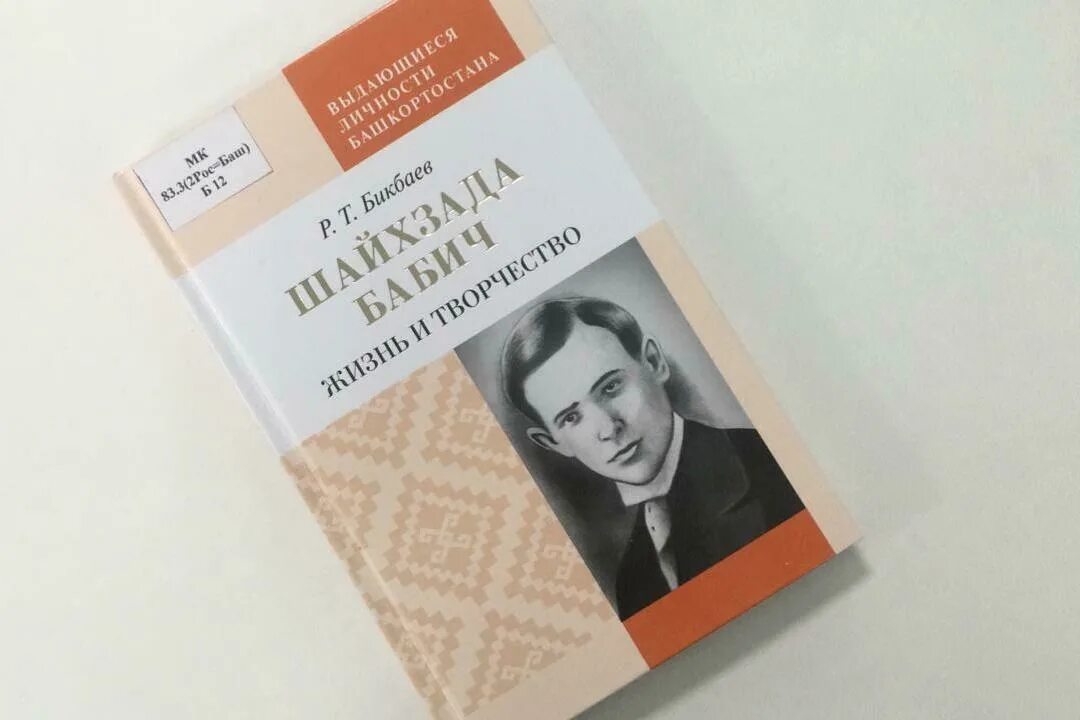 ВЫДАЮЩИЕСЯ
ЛИЧНОСТИ
БАШКОРТОСТАНА
МК
83.3(2Рос=Баш)
Б 12
Р. Т. Бикбаев
ШАЙХЗАДА
БАБИЧ
ЖИЗНЬ И ТВОРЧЕСТВО